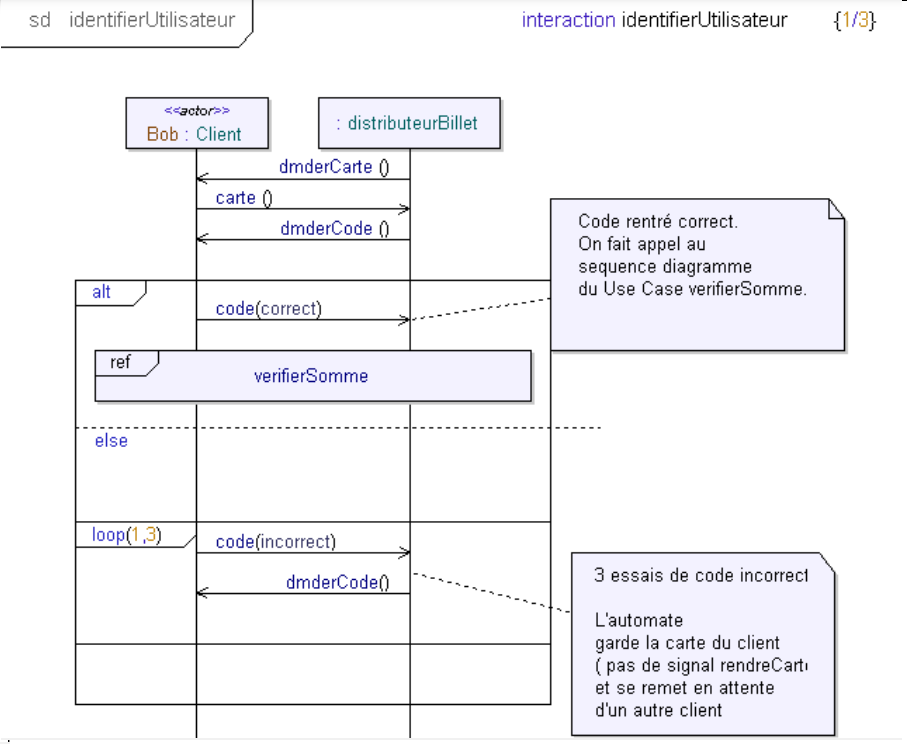 sd identifierUtilisateur
interaction identifierUtilisateur {1/3}
<<actor>>
Bob : Client
: distributeurBillet
dmderCarte ()
carte ()
dmderCode ()
Code rentré correct.
On fait appel au
sequence diagramme
du Use Case verifierSomme.
alt
code(correct)
ref
verifierSomme
else
loop(1,3)
code(incorrect)
dmderCode()
3 essais de code incorrect
L'automate
garde la carte du client
( pas de signal rendreCart
et se remet en attente
d'un autre client